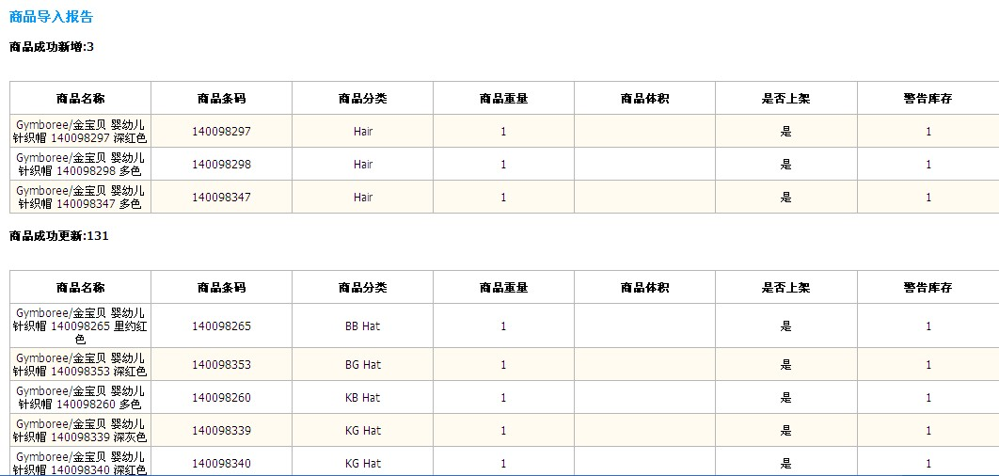 商品导入报告
商品成功新增:3
商品名称 商品条码 商品分类 商品重量 商品体积 是否上架 警告库存
Gymboree/金宝贝 婴幼儿
针织帽 140098297 深红色 140098297 Hair 1 是 1
Gymboree/金宝贝 婴幼儿
针织帽 140098298 多色 140098298 Hair 1 是 1
Gymboree/金宝贝 婴幼儿
针织帽 140098347 多色 140098347 Hair 1 是 1
商品成功更新:131
商品名称 商品条码 商品分类 商品重量 商品体积 是否上架 警告库存
Gymboree/金宝贝 婴幼儿
针织帽 140098265 里约红
色 140098265 BB Hat 1 是 1
Gymboree/金宝贝 婴幼儿
针织帽 140098353 深红色 140098353 BG Hat 1 是 1
Gymboree/金宝贝 婴幼儿
针织帽 140098260 多色 140098260 KB Hat 1 是 1
Gymboree/金宝贝 婴幼儿
针织帽 140098339 深灰色 140098339 KG Hat 1 是 1
Gymboree/金宝贝 婴幼儿
针织帽 140098340 深红色 140098340 KG Hat 1 是 1